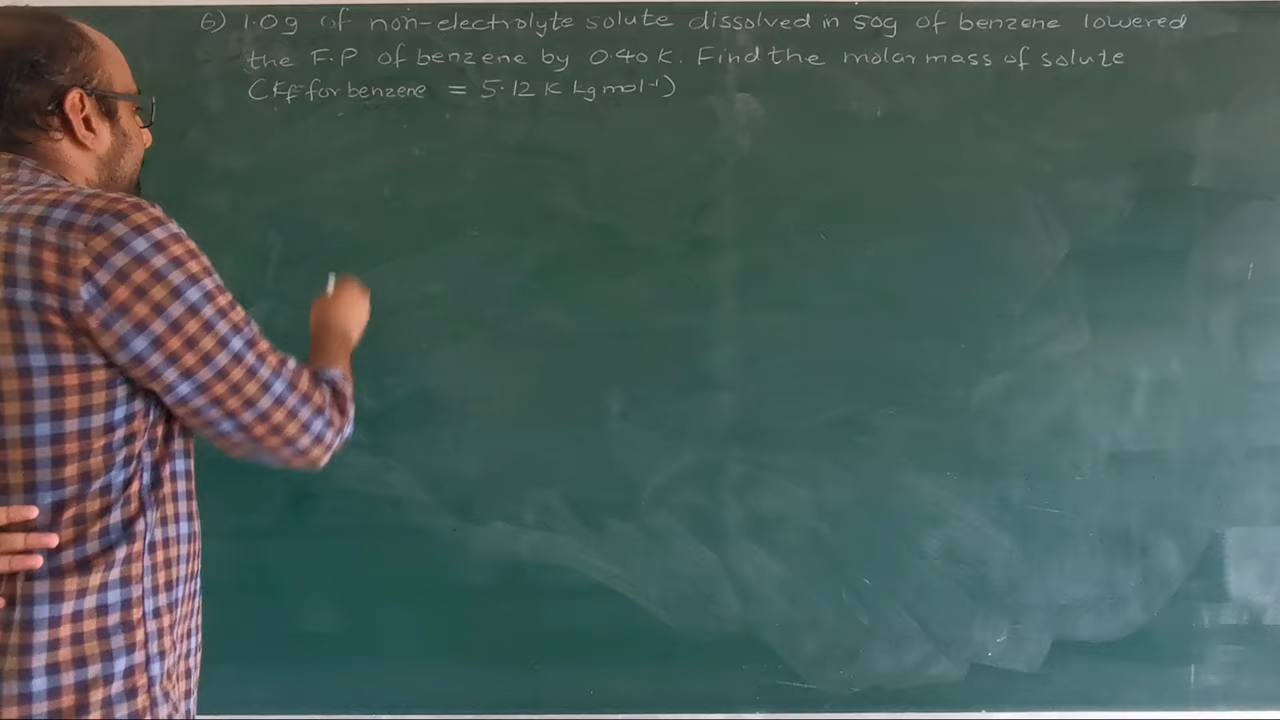 6) 1.0g of non-electrolyte solute dissolved in 50g of benzene lowered
the F.P of benzene by 0.40K. Find the molar mass of solute
(Kf for benzene = 5.12 K kg mol⁻¹)